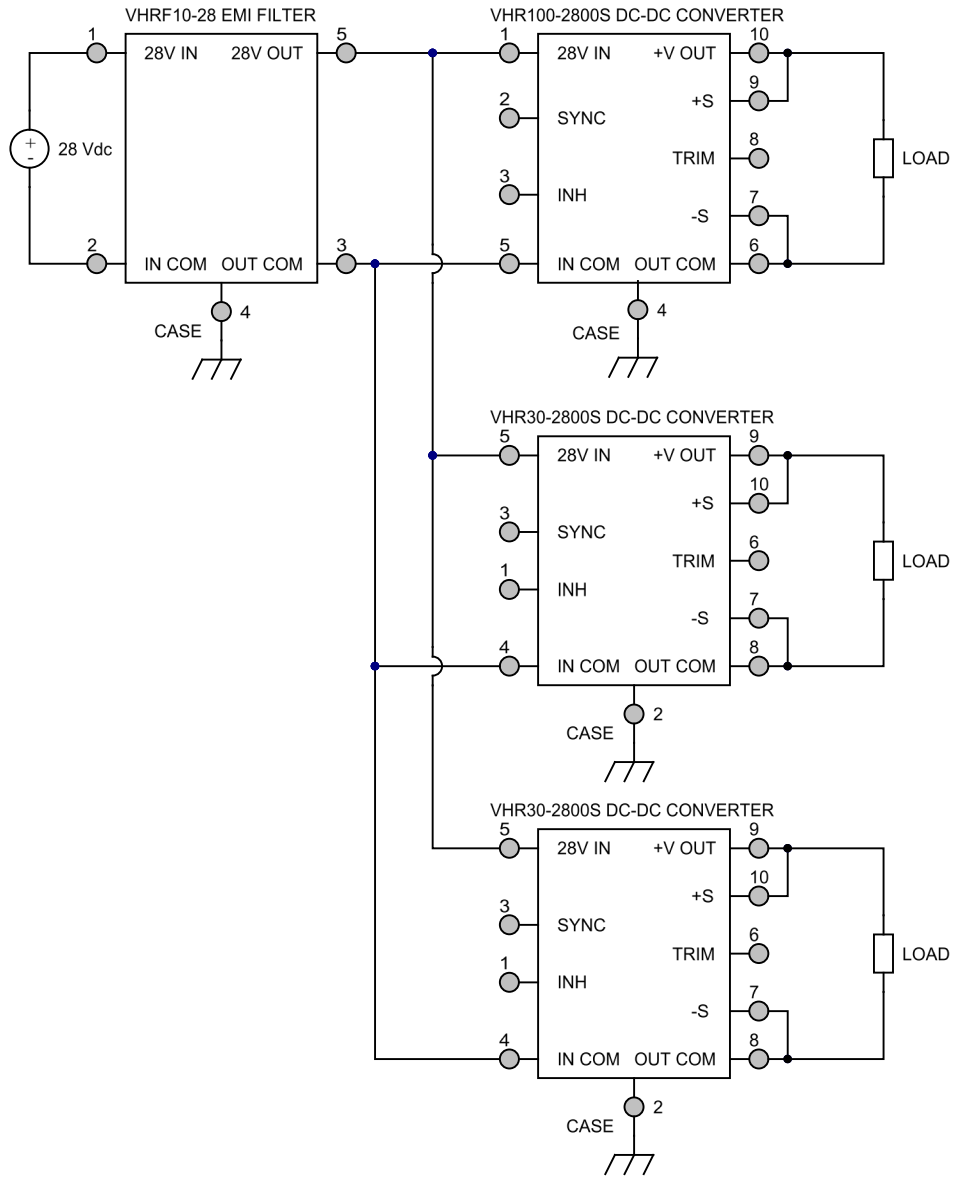 VHRF10-28 EMI FILTER
VHR100-2800S DC-DC CONVERTER
1
28V IN
28V OUT
5
1
28V IN
+V OUT
10
9
+S
2
SYNC
+
-
28 Vdc
8
TRIM
LOAD
3
INH
7
-S
2
IN COM
OUT COM
3
5
IN COM
OUT COM
6
4
CASE
4
CASE
VHR30-2800S DC-DC CONVERTER
5
28V IN
+V OUT
9
10
+S
3
SYNC
6
TRIM
LOAD
1
INH
7
-S
4
IN COM
OUT COM
8
2
CASE
VHR30-2800S DC-DC CONVERTER
5
28V IN
+V OUT
9
10
+S
3
SYNC
6
TRIM
LOAD
1
INH
7
-S
4
IN COM
OUT COM
8
2
CASE